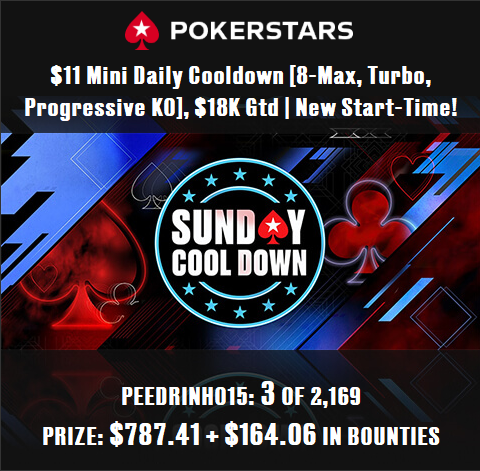 POKERSTARS
$11 Mini Daily Cooldown [8-Max, Turbo,
Progressive KO], $18K Gtd | New Start-Time!
SUNDAY
COOL DOWN
PEEDRINHO15: 3 OF 2,169
PRIZE: $787.41 + $164.06 IN BOUNTIES